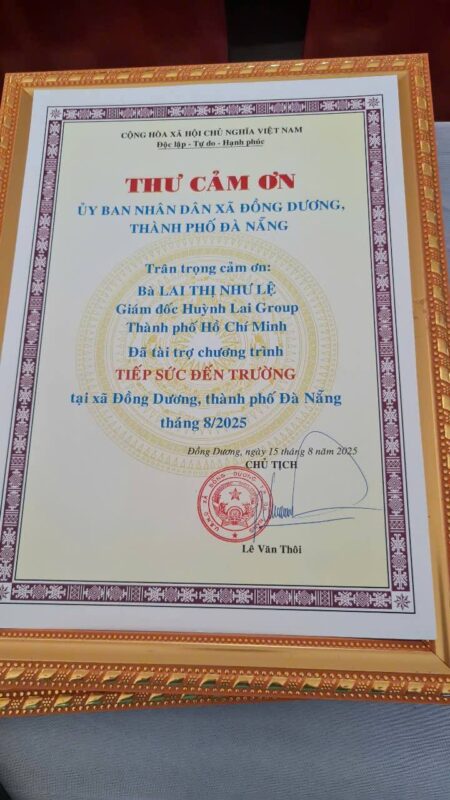 CỘNG HÒA XÃ HỘI CHỦ NGHĨA VIỆT NAM
Độc lập - Tự do - Hạnh phúc
THƯ CẢM ƠN
ỦY BAN NHÂN DÂN XÃ ĐỒNG DƯƠNG,
THÀNH PHỐ ĐÀ NẴNG
Trân trọng cảm ơn:
Bà LAI THỊ NHƯ LỆ
Giám đốc Huỳnh Lai Group
Thành phố Hồ Chí Minh
Đã tài trợ chương trình
TIẾP SỨC ĐẾN TRƯỜNG
tại xã Đồng Dương, thành phố Đà Nẵng
tháng 8/2025
Đồng Dương, ngày 15 tháng 8 năm 2025
CHỦ TỊCH
Lê Văn Thôi